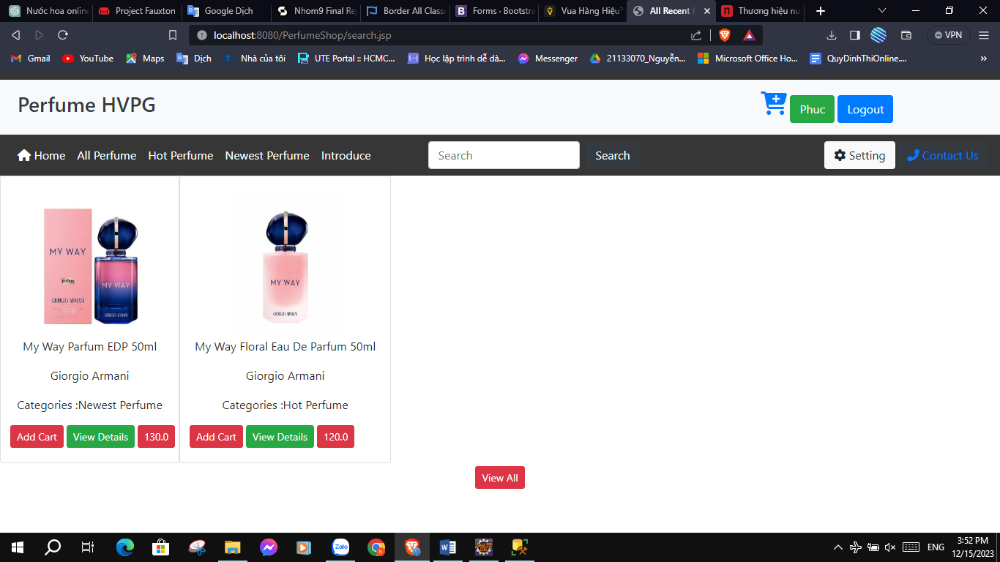 Nước hoa online
Project Fauxton
Google Dịch
Nhom9 Final Re
Border All Class
Forms · Bootstra
Vua Hàng Hiệu
All Recent
Thương hiệu nư
localhost:8080/PerfumeShop/search.jsp
VPN
Gmail
YouTube
Maps
Dịch
Nhà của tôi
UTE Portal :: HCMC...
Học lập trình dễ dà...
Messenger
21133070_Nguyễn...
Microsoft Office Ho...
QuyDinhThiOnline....
Perfume HVPG
Phuc
Logout
Home
All Perfume
Hot Perfume
Newest Perfume
Introduce
Search
Search
Setting
Contact Us
MY WAY
parfum
GIORGIO ARMANI
MY WAY
GIORGIO ARMANI
MY WAY
GIORGIO ARMANI
My Way Parfum EDP 50ml
Giorgio Armani
Categories :Newest Perfume
Add Cart
View Details
130.0
My Way Floral Eau De Parfum 50ml
Giorgio Armani
Categories :Hot Perfume
Add Cart
View Details
120.0
View All
Zalo
ENG
3:52 PM
12/15/2023